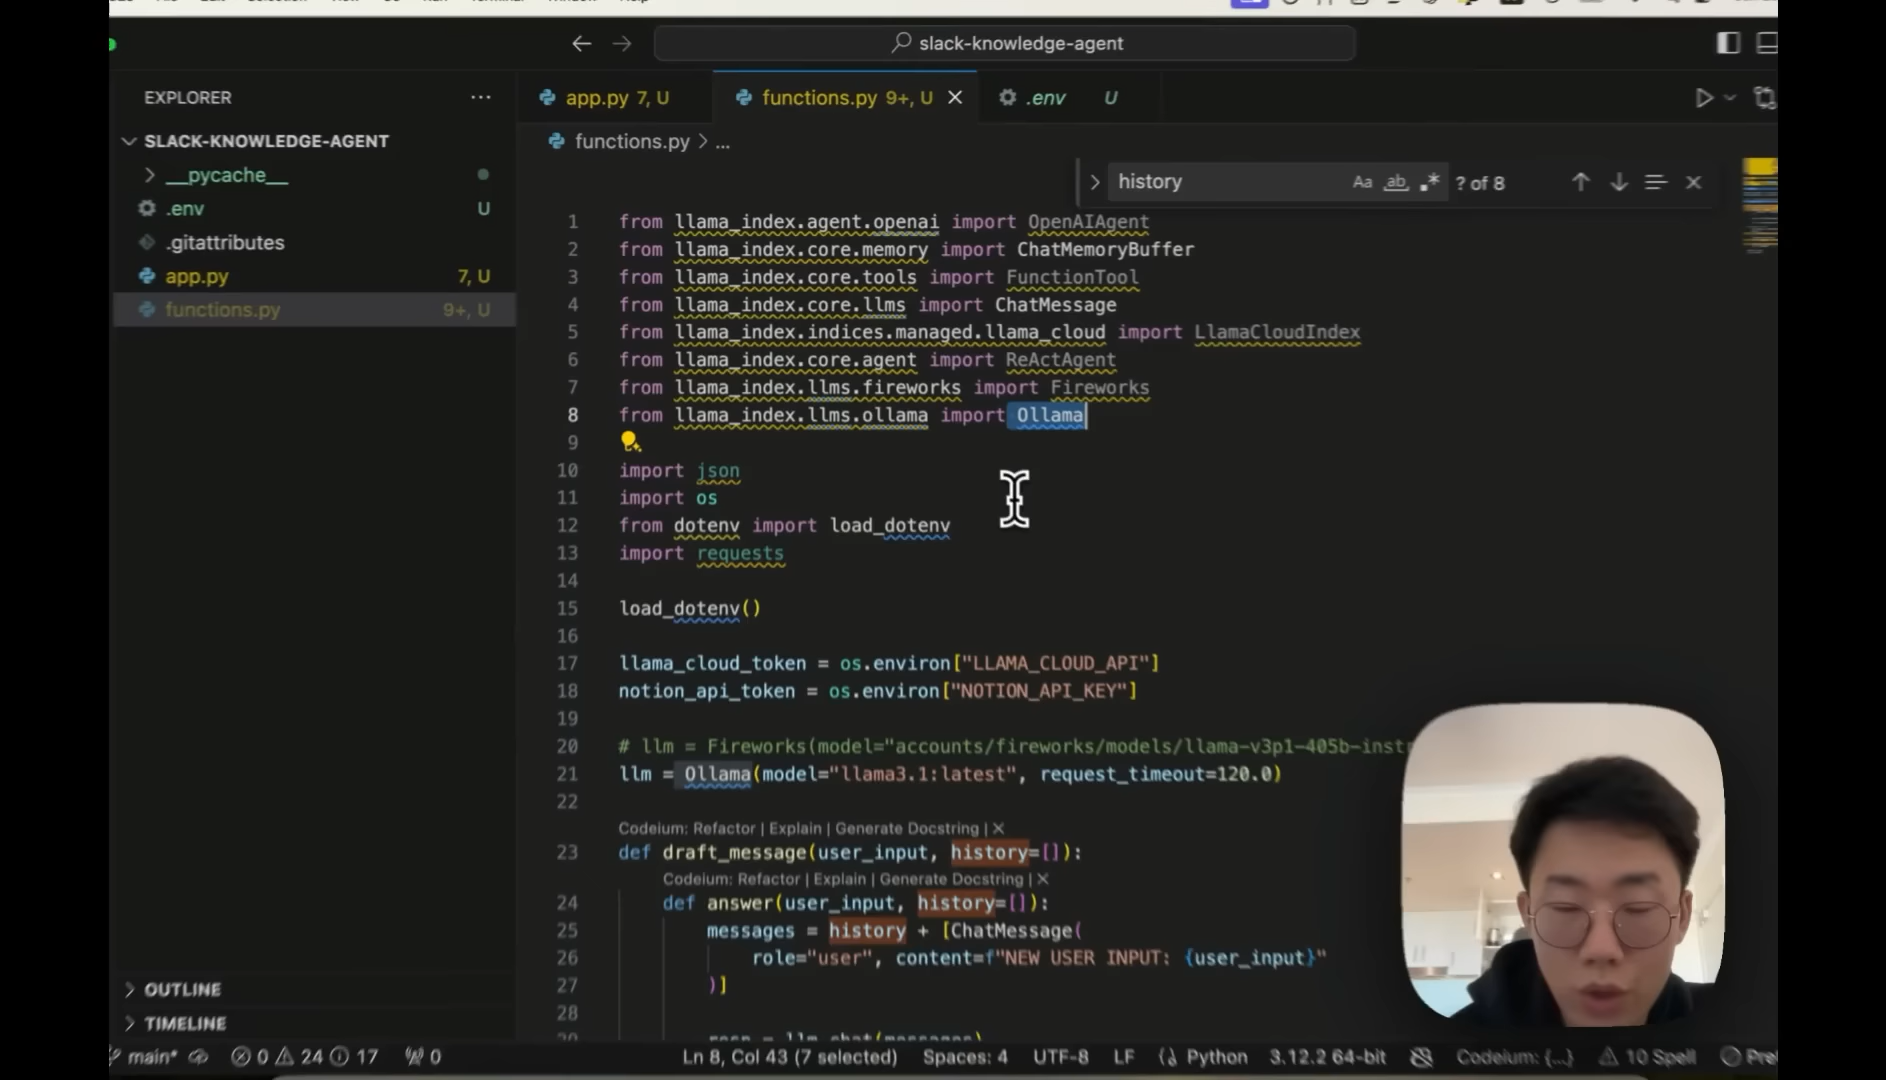 slack-knowledge-agent
EXPLORER
app.py 7, U
functions.py 9+, U
.env U
SLACK-KNOWLEDGE-AGENT
functions.py > ...
__pycache__
history
Aa ab
? of 8
.env U
.gitattributes
app.py 7, U
functions.py 9+, U
1 from llama_index.agent.openai import OpenAIAgent
2 from llama_index.core.memory import ChatMemoryBuffer
3 from llama_index.core.tools import FunctionTool
4 from llama_index.core.llms import ChatMessage
5 from llama_index.indices.managed.llama_cloud import LlamaCloudIndex
6 from llama_index.core.agent import ReActAgent
7 from llama_index.llms.fireworks import Fireworks
8 from llama_index.llms.ollama import Ollama
9
10 import json
11 import os
12 from dotenv import load_dotenv
13 import requests
14
15 load_dotenv()
16
17 llama_cloud_token = os.environ["LLAMA_CLOUD_API"]
18 notion_api_token = os.environ["NOTION_API_KEY"]
19
20 # llm = Fireworks(model="accounts/fireworks/models/llama-v3p1-405b-inst
21 llm = Ollama(model="llama3.1:latest", request_timeout=120.0)
22
Codeium: Refactor | Explain | Generate Docstring | X
23 def draft_message(user_input, history=[]):
Codeium: Refactor | Explain | Generate Docstring | X
24 def answer(user_input, history=[]):
25 messages = history + [ChatMessage(
26 role="user", content=f"NEW USER INPUT: {user_input}"
27 )]
28
OUTLINE
TIMELINE
main* 0 24 17 0 Ln 8, Col 43 (7 selected) Spaces: 4 UTF-8 LF Python 3.12.2 64-bit Codeium: {...} 10 Spell